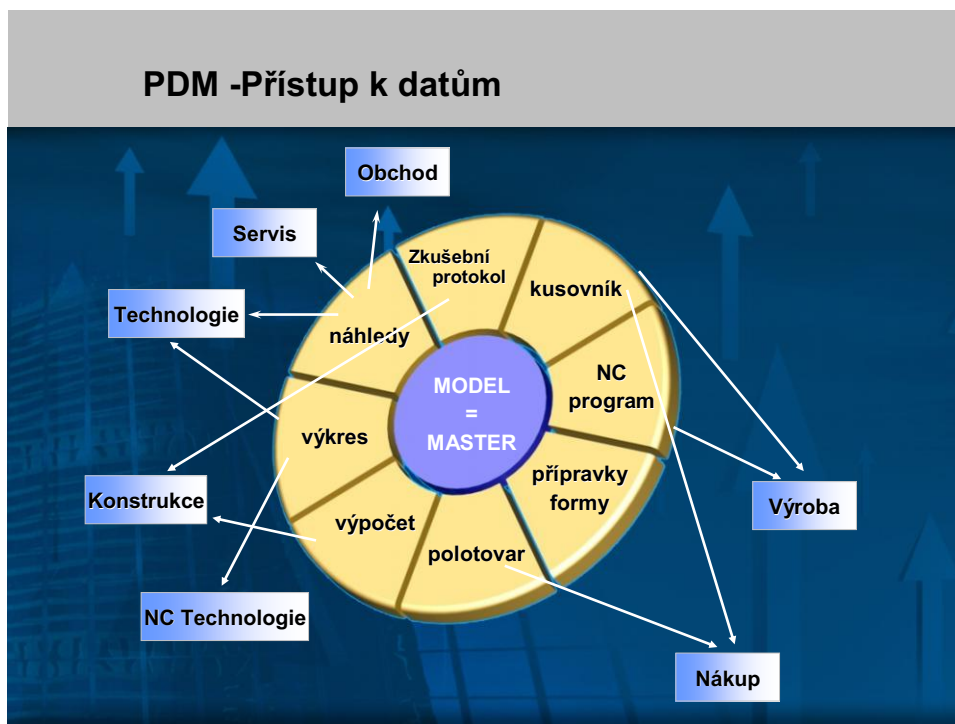 PDM -Přístup k datům
Obchod
Servis
Technologie
Zkušební
protokol
kusovník
náhledy
NC
program
MODEL
=
MASTER
výkres
přípravky
formy
Konstrukce
výpočet
polotovar
Výroba
NC Technologie
Nákup